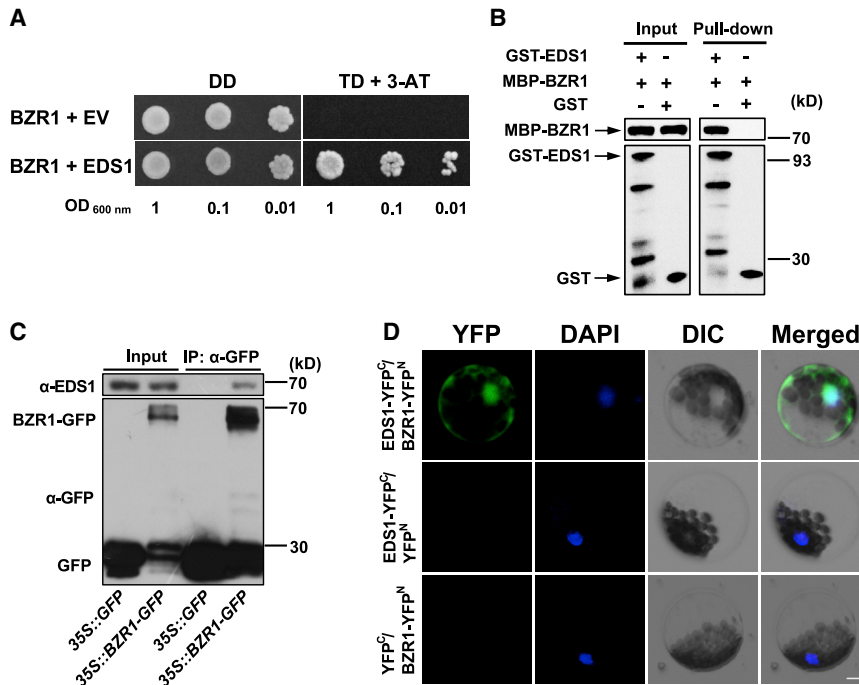 A
DD TD + 3-AT
BZR1 + EV
BZR1 + EDS1
OD 600 nm 1 0.1 0.01 1 0.1 0.01
B
Input Pull-down
GST-EDS1 + - + -
MBP-BZR1 + + + +
GST - + - + (kD)
MBP-BZR1 70
GST-EDS1 93
30
GST
C
Input IP: α-GFP (kD)
α-EDS1 70
BZR1-GFP 70
α-GFP
30
GFP
35S::GFP
35S::BZR1-GFP
35S::GFP
35S::BZR1-GFP
D
YFP DAPI DIC Merged
EDS1-YFPᶜ/
BZR1-YFPᴺ
EDS1-YFPᶜ/
YFPᴺ
YFPᶜ/
BZR1-YFPᴺ